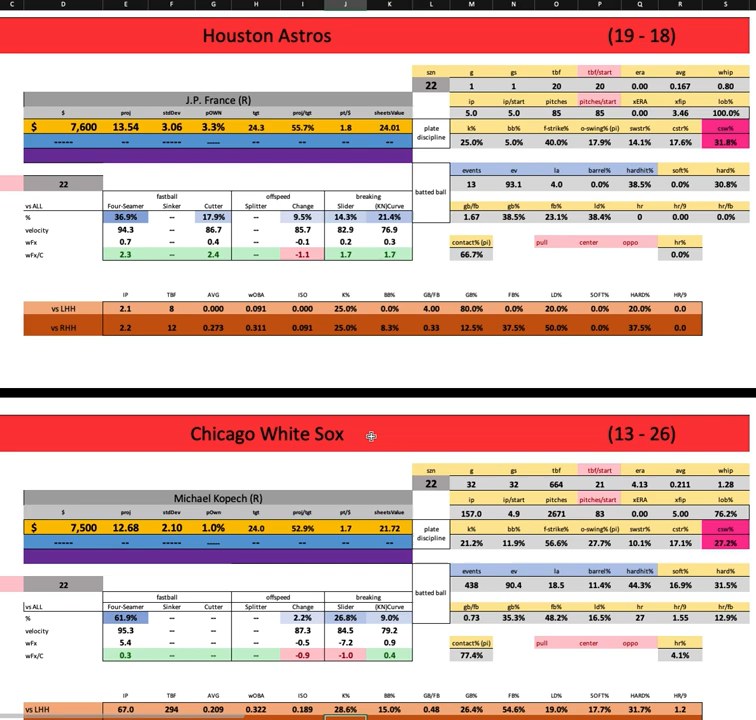 C D E F G H I J K L M N O P Q R S
Houston Astros (19 - 18)
szn g gs tbf tbf/start era avg whip
22 1 1 20 20 0.00 0.167 0.80
J.P. France (R)
ip ip/start pitches pitches/start xERA xfip lob%
5.0 5.0 85 85 0.00 3.46 100.0%
$ proj stdDev pOWN tgt proj/tgt pt/$ sheetsValue
$ 7,600 13.54 3.06 3.3% 24.3 55.7% 1.8 24.01
plate discipline
k% bb% f-strike% o-swing% (pi) swstr% cstr% csw%
25.0% 5.0% 40.0% 17.9% 14.1% 17.6% 31.8%
----- -- -- — -- -- -- --
batted ball
events ev la barrel% hardhit% soft% hard%
13 93.1 4.0 0.0% 38.5% 0.0% 30.8%
22
fastball offspeed breaking
vs ALL Four-Seamer Sinker Cutter Splitter Change Slider (KN)Curve
gb/fb gb% fb% ld% hr hr/9 hr/fb
1.67 38.5% 23.1% 38.4% 0 0.00 0.0%
% 36.9% -- 17.9% -- 9.5% 14.3% 21.4%
velocity 94.3 -- 86.7 -- 85.7 82.9 76.9
wFx 0.7 -- 0.4 -- -0.1 0.2 0.3
wFx/C 2.3 -- 2.4 -- -1.1 1.7 1.7
contact% (pi) pull center oppo hr%
66.7% 0.0%
IP TBF AVG wOBA ISO K% BB% GB/FB GB% FB% LD% SOFT% HARD% HR/9
vs LHH 2.1 8 0.000 0.091 0.000 25.0% 0.0% 4.00 80.0% 0.0% 20.0% 0.0% 20.0% 0.0
vs RHH 2.2 12 0.273 0.311 0.091 25.0% 8.3% 0.33 12.5% 37.5% 50.0% 0.0% 37.5% 0.0
Chicago White Sox (13 - 26)
szn g gs tbf tbf/start era avg whip
22 32 32 664 21 4.13 0.211 1.28
Michael Kopech (R)
ip ip/start pitches pitches/start xERA xfip lob%
157.0 4.9 2671 83 0.00 5.00 76.2%
$ proj stdDev pOwn tgt proj/tgt pt/$ sheetsValue
$ 7,500 12.68 2.10 1.0% 24.0 52.9% 1.7 21.72
plate discipline
k% bb% f-strike% o-swing% (pi) swstr% cstr% csw%
21.2% 11.9% 56.6% 27.7% 10.1% 17.1% 27.2%
----- -- -- — -- -- -- --
batted ball
events ev la barrel% hardhit% soft% hard%
438 90.4 18.5 11.4% 44.3% 16.9% 31.5%
22
fastball offspeed breaking
vs ALL Four-Seamer Sinker Cutter Splitter Change Slider (KN)Curve
gb/fb gb% fb% ld% hr hr/9 hr/fb
0.73 35.3% 48.2% 16.5% 27 1.55 12.9%
% 61.9% -- -- -- 2.2% 26.8% 9.0%
velocity 95.3 -- -- -- 87.3 84.5 79.2
wFx 5.4 -- -- -- -0.5 -7.2 0.9
wFx/C 0.3 -- -- -- -0.9 -1.0 0.4
contact% (pi) pull center oppo hr%
77.4% 4.1%
IP TBF AVG wOBA ISO K% BB% GB/FB GB% FB% LD% SOFT% HARD% HR/9
vs LHH 67.0 294 0.209 0.322 0.189 28.6% 15.0% 0.48 26.4% 54.6% 19.0% 17.7% 31.7% 1.2